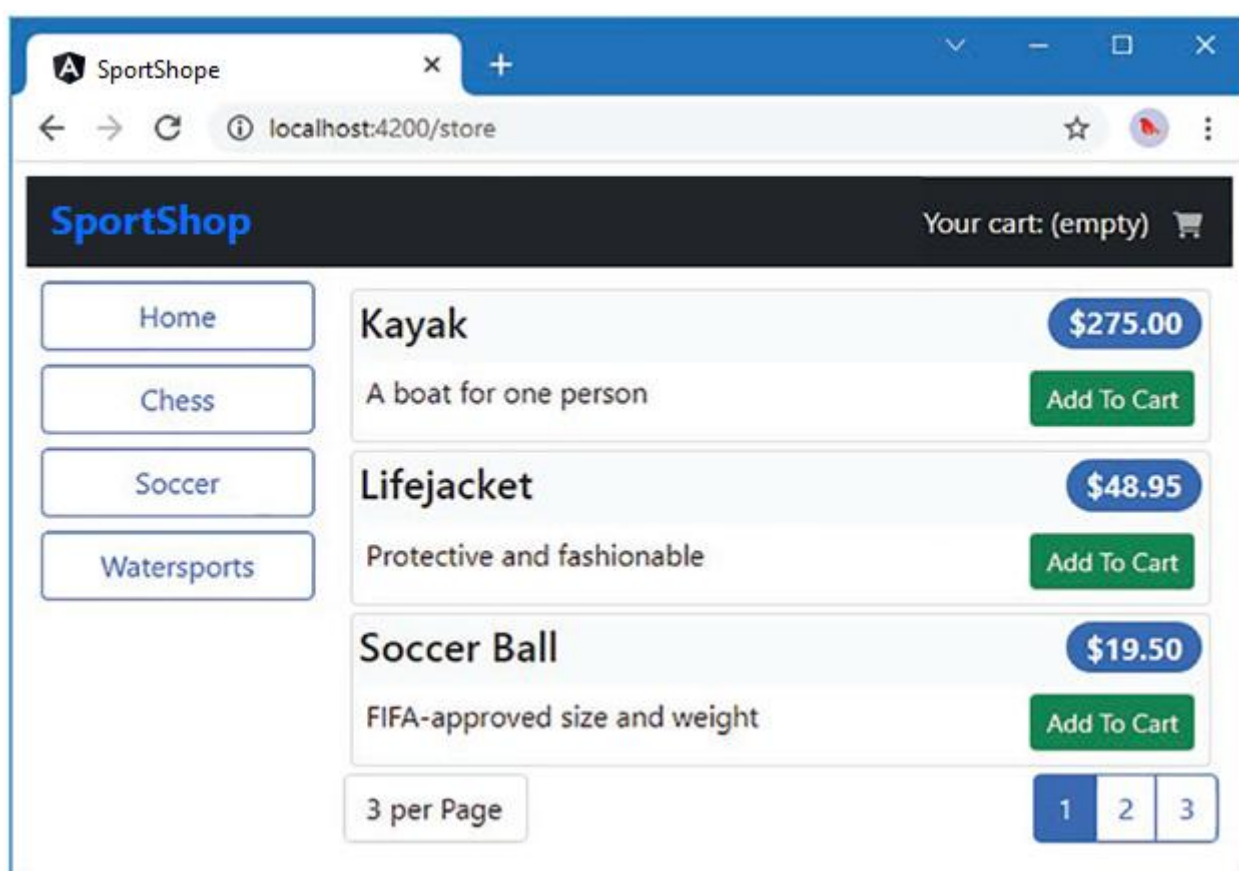 SportShope
localhost:4200/store
SportShop
Your cart: (empty)
Home
Chess
Soccer
Watersports
Kayak
$275.00
A boat for one person
Add To Cart
Lifejacket
$48.95
Protective and fashionable
Add To Cart
Soccer Ball
$19.50
FIFA-approved size and weight
Add To Cart
3 per Page
1 2 3